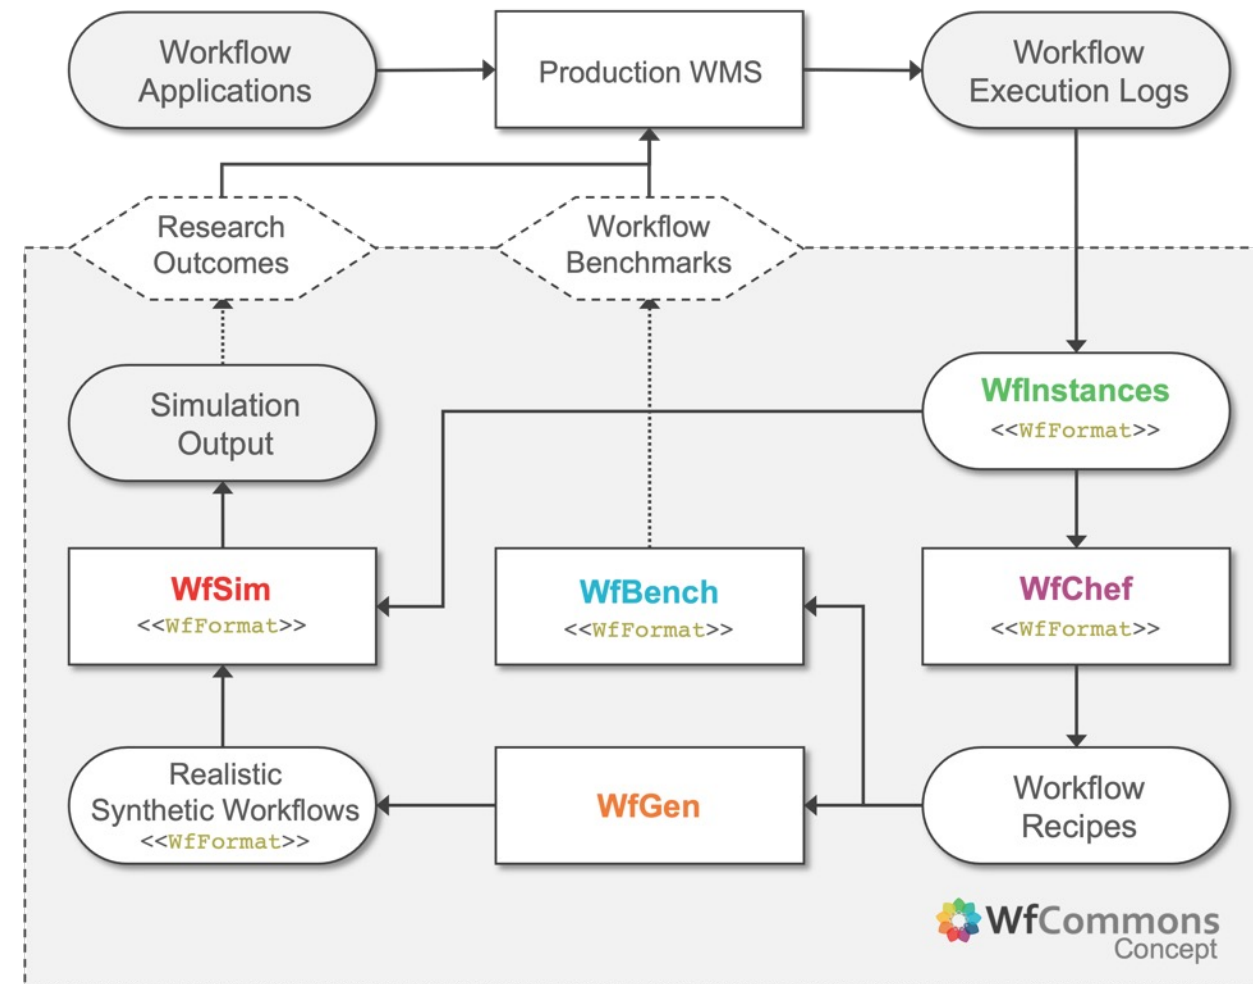 Workflow
Applications
Production WMS
Workflow
Execution Logs
Research
Outcomes
Workflow
Benchmarks
Simulation
Output
WfInstances
<<WfFormat>>
WfSim
<<WfFormat>>
WfBench
<<WfFormat>>
WfChef
<<WfFormat>>
Realistic
Synthetic Workflows
<<WfFormat>>
WfGen
Workflow
Recipes
WfCommons
Concept